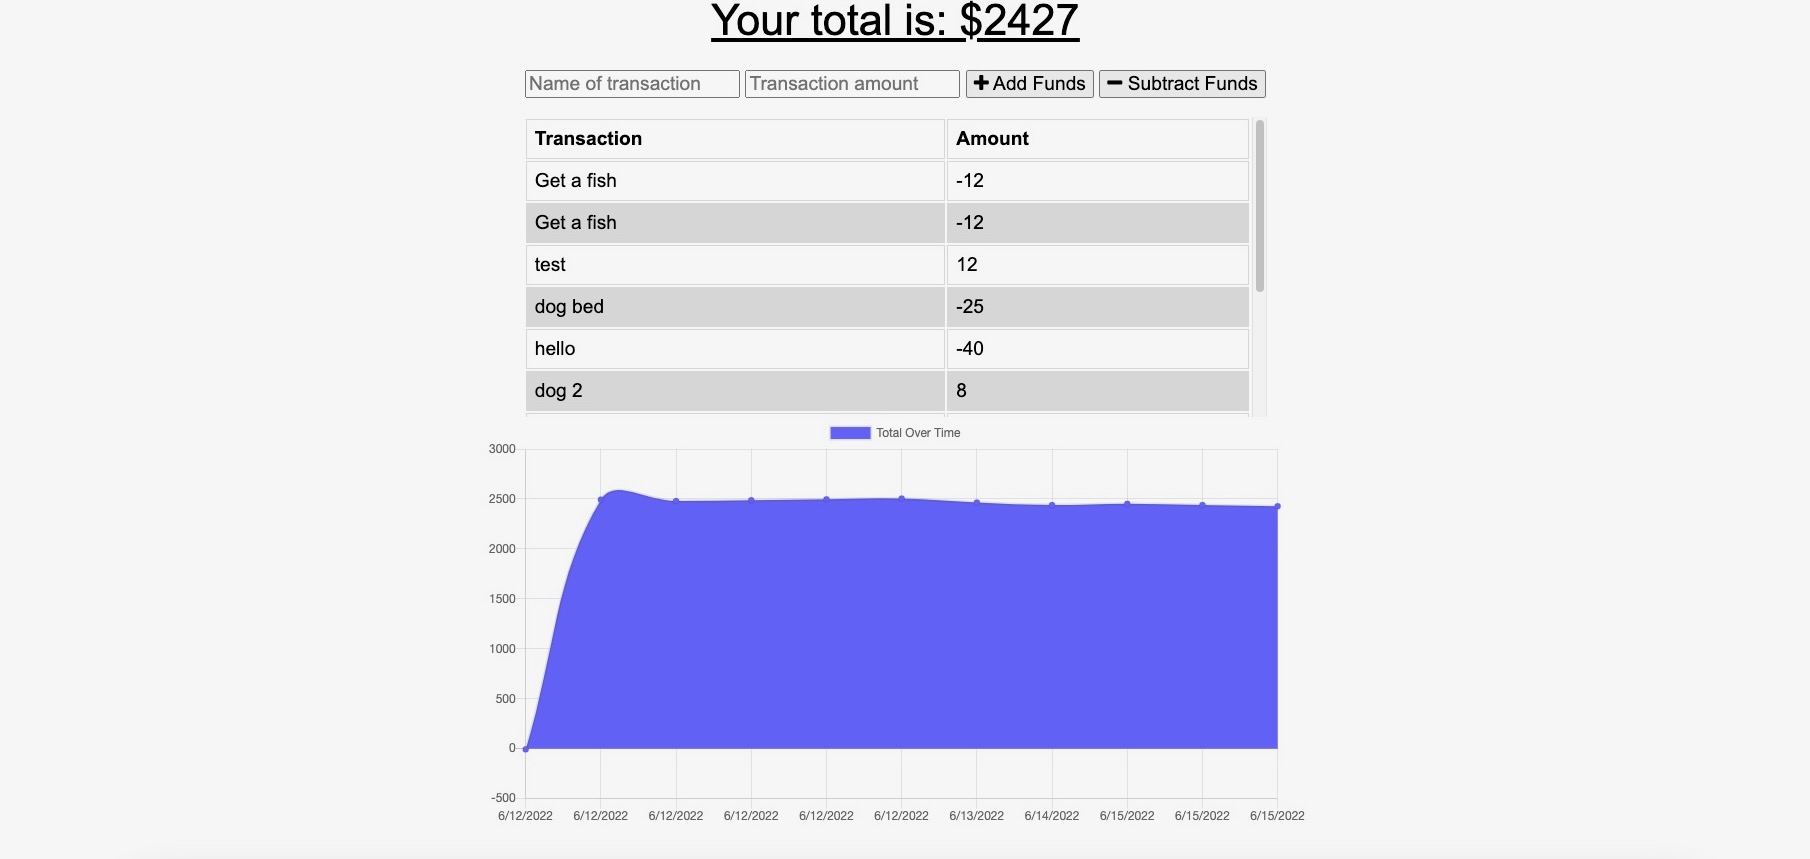 Your total is: $2427
Name of transaction Transaction amount Add Funds Subtract Funds
Transaction Amount
Get a fish -12
Get a fish -12
test 12
dog bed -25
hello -40
dog 2 8
Total Over Time
3000
2500
2000
1500
1000
500
0
-500
6/12/2022 6/12/2022 6/12/2022 6/12/2022 6/12/2022 6/12/2022 6/13/2022 6/14/2022 6/15/2022 6/15/2022 6/15/2022